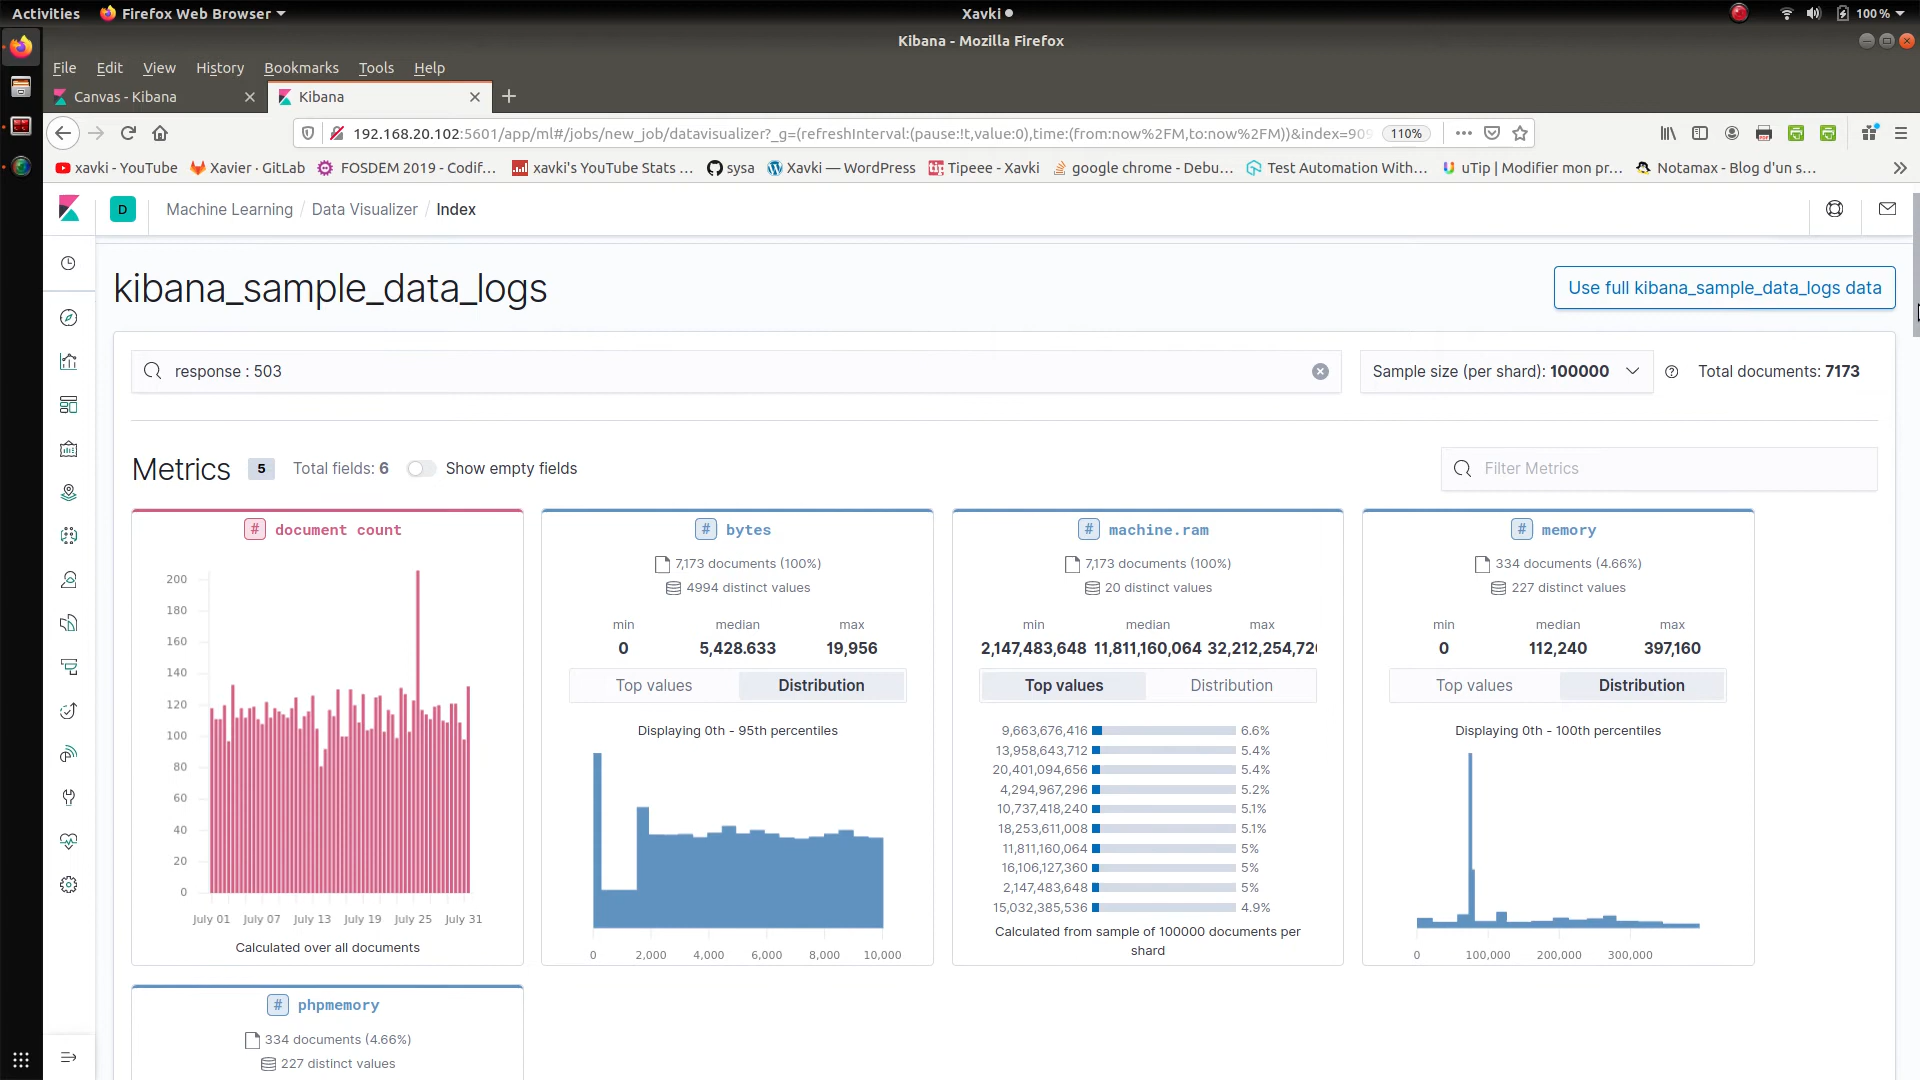 Activities Firefox Web Browser Xavki 100 %
Kibana - Mozilla Firefox
File Edit View History Bookmarks Tools Help
Canvas - Kibana Kibana
192.168.20.102:5601/app/ml#/jobs/new_job/datavisualizer?_g=(refreshInterval:(pause:!t,value:0),time:(from:now%2FM,to:now%2FM))&index=909 110%
xavki - YouTube Xavier · GitLab FOSDEM 2019 - Codif... xavki's YouTube Stats ... sysa Xavki — WordPress Tipeee - Xavki google chrome - Debu... Test Automation With... uTip | Modifier mon pr... Notamax - Blog d'un s...
D Machine Learning / Data Visualizer / Index
kibana_sample_data_logs Use full kibana_sample_data_logs data
response : 503 Sample size (per shard): 100000 Total documents: 7173
Metrics 5 Total fields: 6 Show empty fields Filter Metrics
# document count
200
180
160
140
120
100
80
60
40
20
0
July 01 July 07 July 13 July 19 July 25 July 31
Calculated over all documents
# bytes
7,173 documents (100%)
4994 distinct values
min median max
0 5,428.633 19,956
Top values Distribution
Displaying 0th - 95th percentiles
0 2,000 4,000 6,000 8,000 10,000
# machine.ram
7,173 documents (100%)
20 distinct values
min median max
2,147,483,648 11,811,160,064 32,212,254,720
Top values Distribution
9,663,676,416 6.6%
13,958,643,712 5.4%
20,401,094,656 5.4%
4,294,967,296 5.2%
10,737,418,240 5.1%
18,253,611,008 5.1%
11,811,160,064 5%
16,106,127,360 5%
2,147,483,648 5%
15,032,385,536 4.9%
Calculated from sample of 100000 documents per
shard
# memory
334 documents (4.66%)
227 distinct values
min median max
0 112,240 397,160
Top values Distribution
Displaying 0th - 100th percentiles
0 100,000 200,000 300,000
# phpmemory
334 documents (4.66%)
227 distinct values